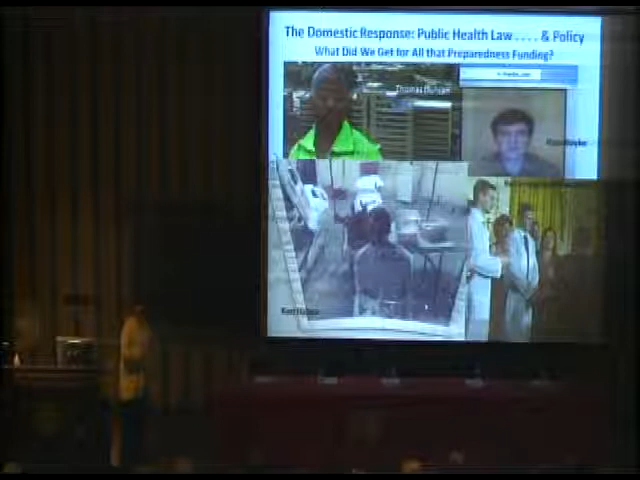 The Domestic Response: Public Health Law . . . . & Policy
What Did We Get for All that Preparedness Funding?
Thomas Duncan